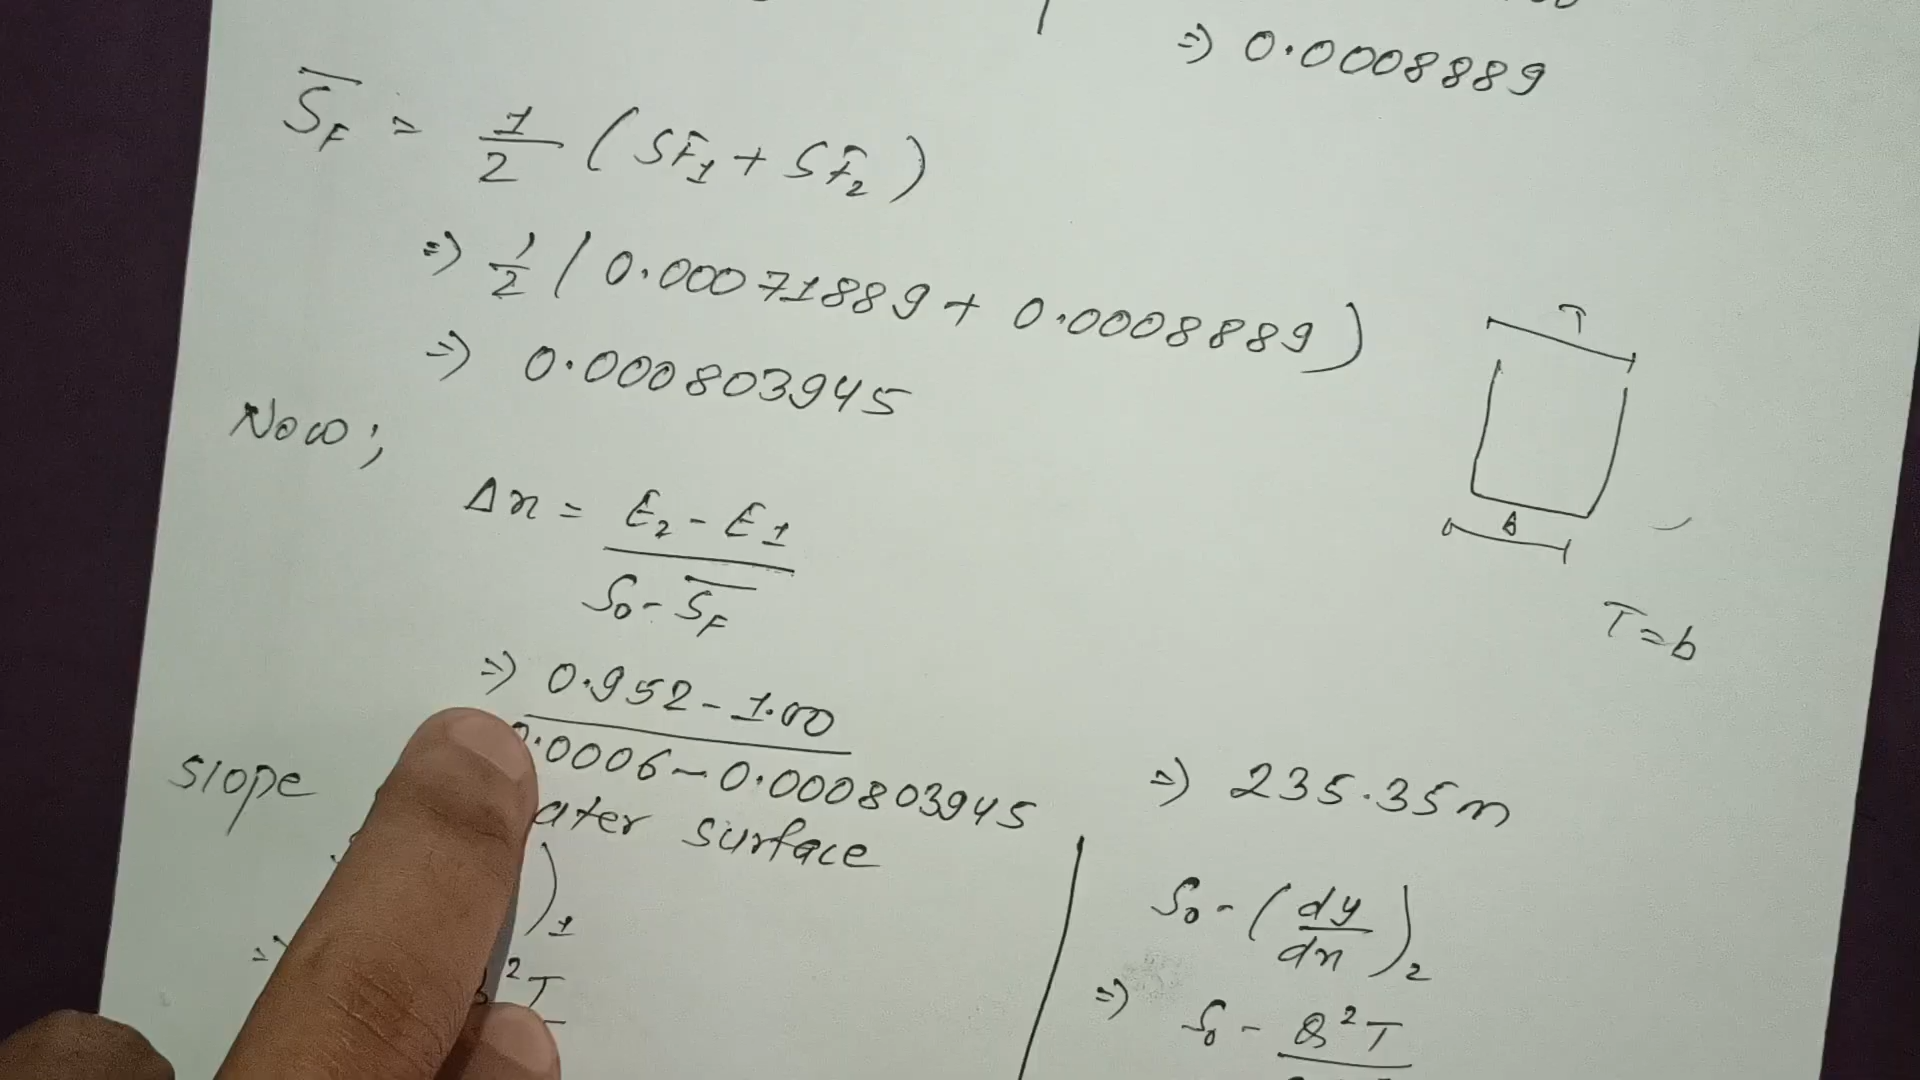 => 0.0008889
S̄F = 1/2 (SF1 + SF2)
=> 1/2 (0.00071889 + 0.0008889)
=> 0.000803945
T
Now;
Δx = E2 - E1 / S0 - S̄F
B
T=b
=> 0.952 - 1.00 / 0.0006 - 0.000803945
=> 235.35m
slope
ater surface
)1
S0 - (dy/dx)2
2T
=> S0 - Q2T